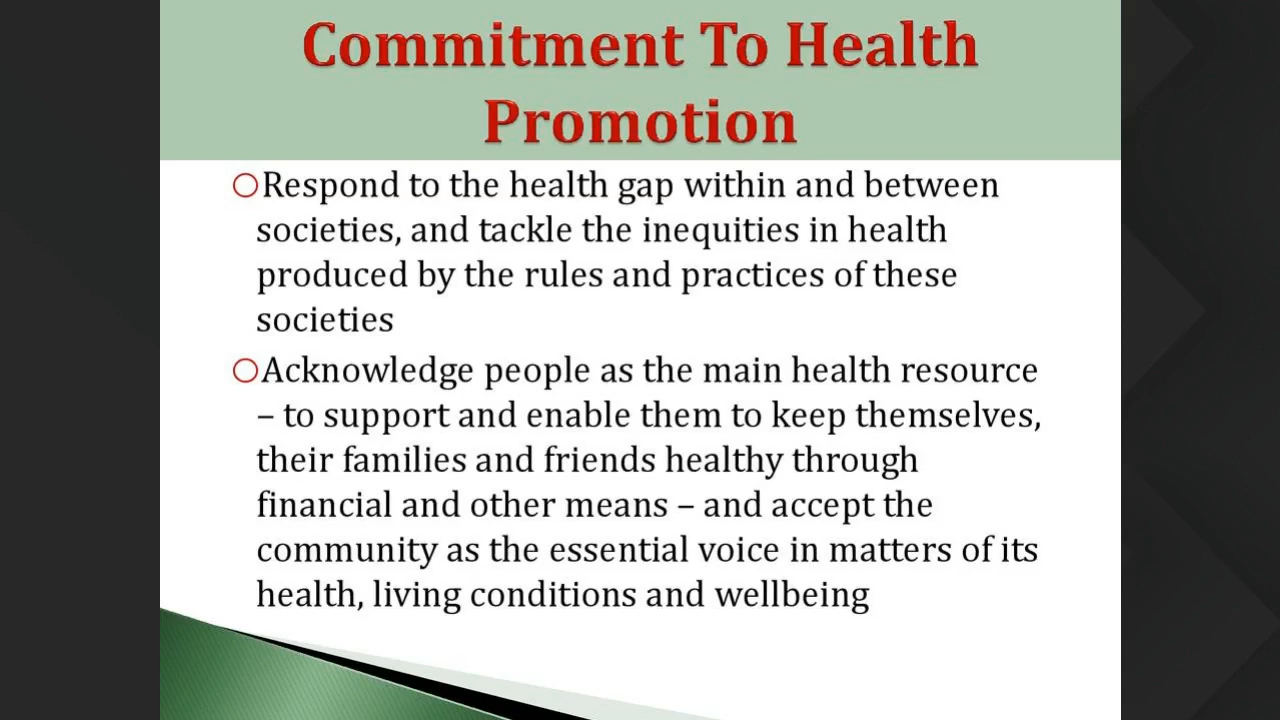 Commitment To Health
Promotion
Respond to the health gap within and between
societies, and tackle the inequities in health
produced by the rules and practices of these
societies
Acknowledge people as the main health resource
– to support and enable them to keep themselves,
their families and friends healthy through
financial and other means – and accept the
community as the essential voice in matters of its
health, living conditions and wellbeing